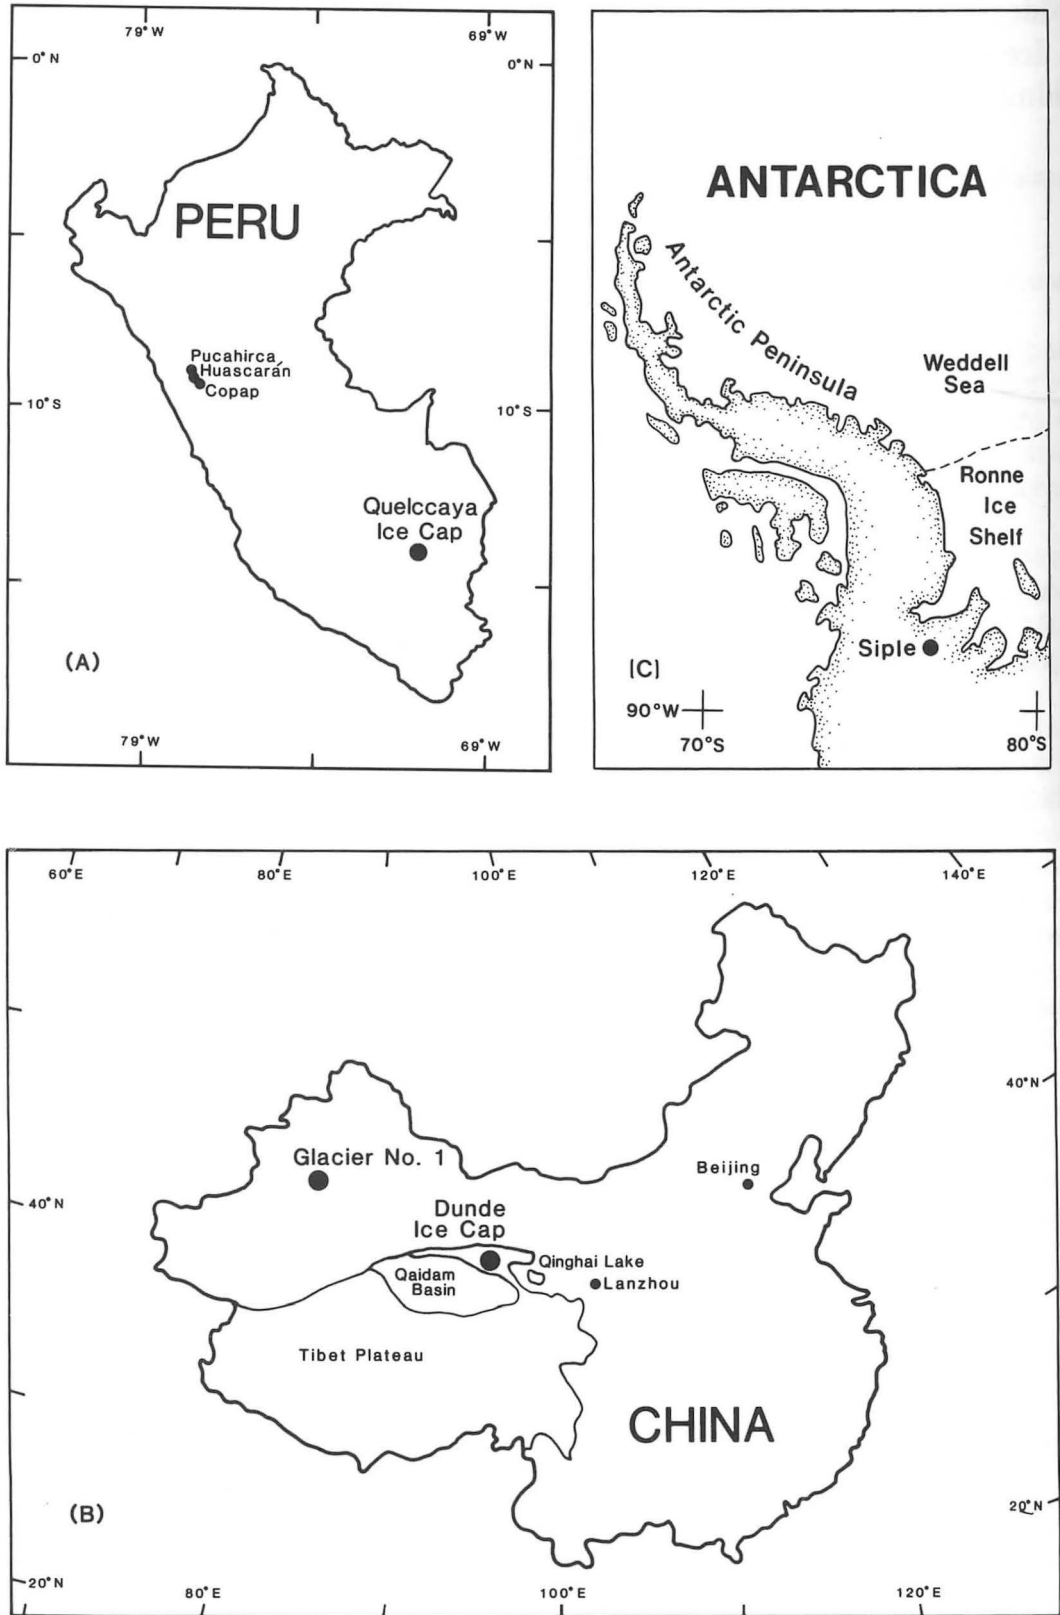 79°W
69°W
0°N
0°N
PERU
Pucahirca
Huascarán
Copap
10°S
10°S
Quelccaya
Ice Cap
(A)
79°W
69°W
ANTARCTICA
Antarctic Peninsula
Weddell
Sea
Ronne
Ice
Shelf
Siple
(C)
90°W
70°S
80°S
60°E
80°E
100°E
120°E
140°E
40°N
Glacier No. 1
Beijing
40°N
Dunde
Ice Cap
Qinghai Lake
Qaidam
Basin
Lanzhou
Tibet Plateau
CHINA
(B)
20°N
20°N
80°E
100°E
120°E